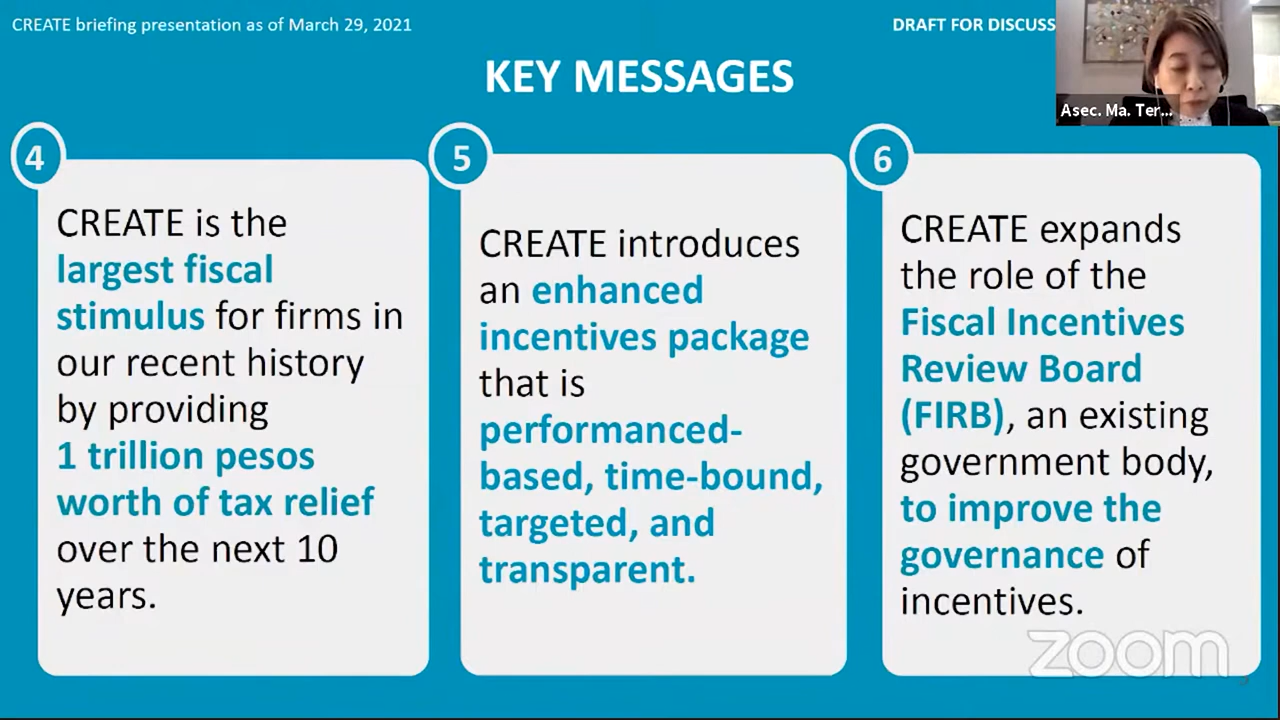 CREATE briefing presentation as of March 29, 2021
DRAFT FOR DISCUSS
KEY MESSAGES
Asec. Ma. Ter...
4
CREATE is the
largest fiscal
stimulus for firms in
our recent history
by providing
1 trillion pesos
worth of tax relief
over the next 10
years.
5
CREATE introduces
an enhanced
incentives package
that is
performanced-
based, time-bound,
targeted, and
transparent.
6
CREATE expands
the role of the
Fiscal Incentives
Review Board
(FIRB), an existing
government body,
to improve the
governance of
incentives.
zoom